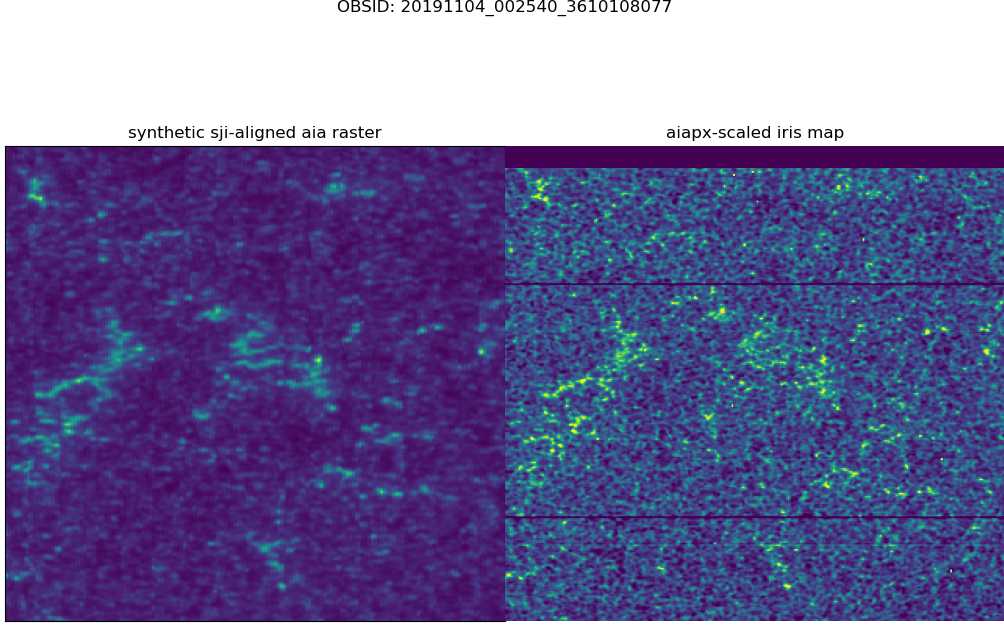 OBSID: 20191104_002540_3610108077
synthetic sji-aligned aia raster
aiapx-scaled iris map